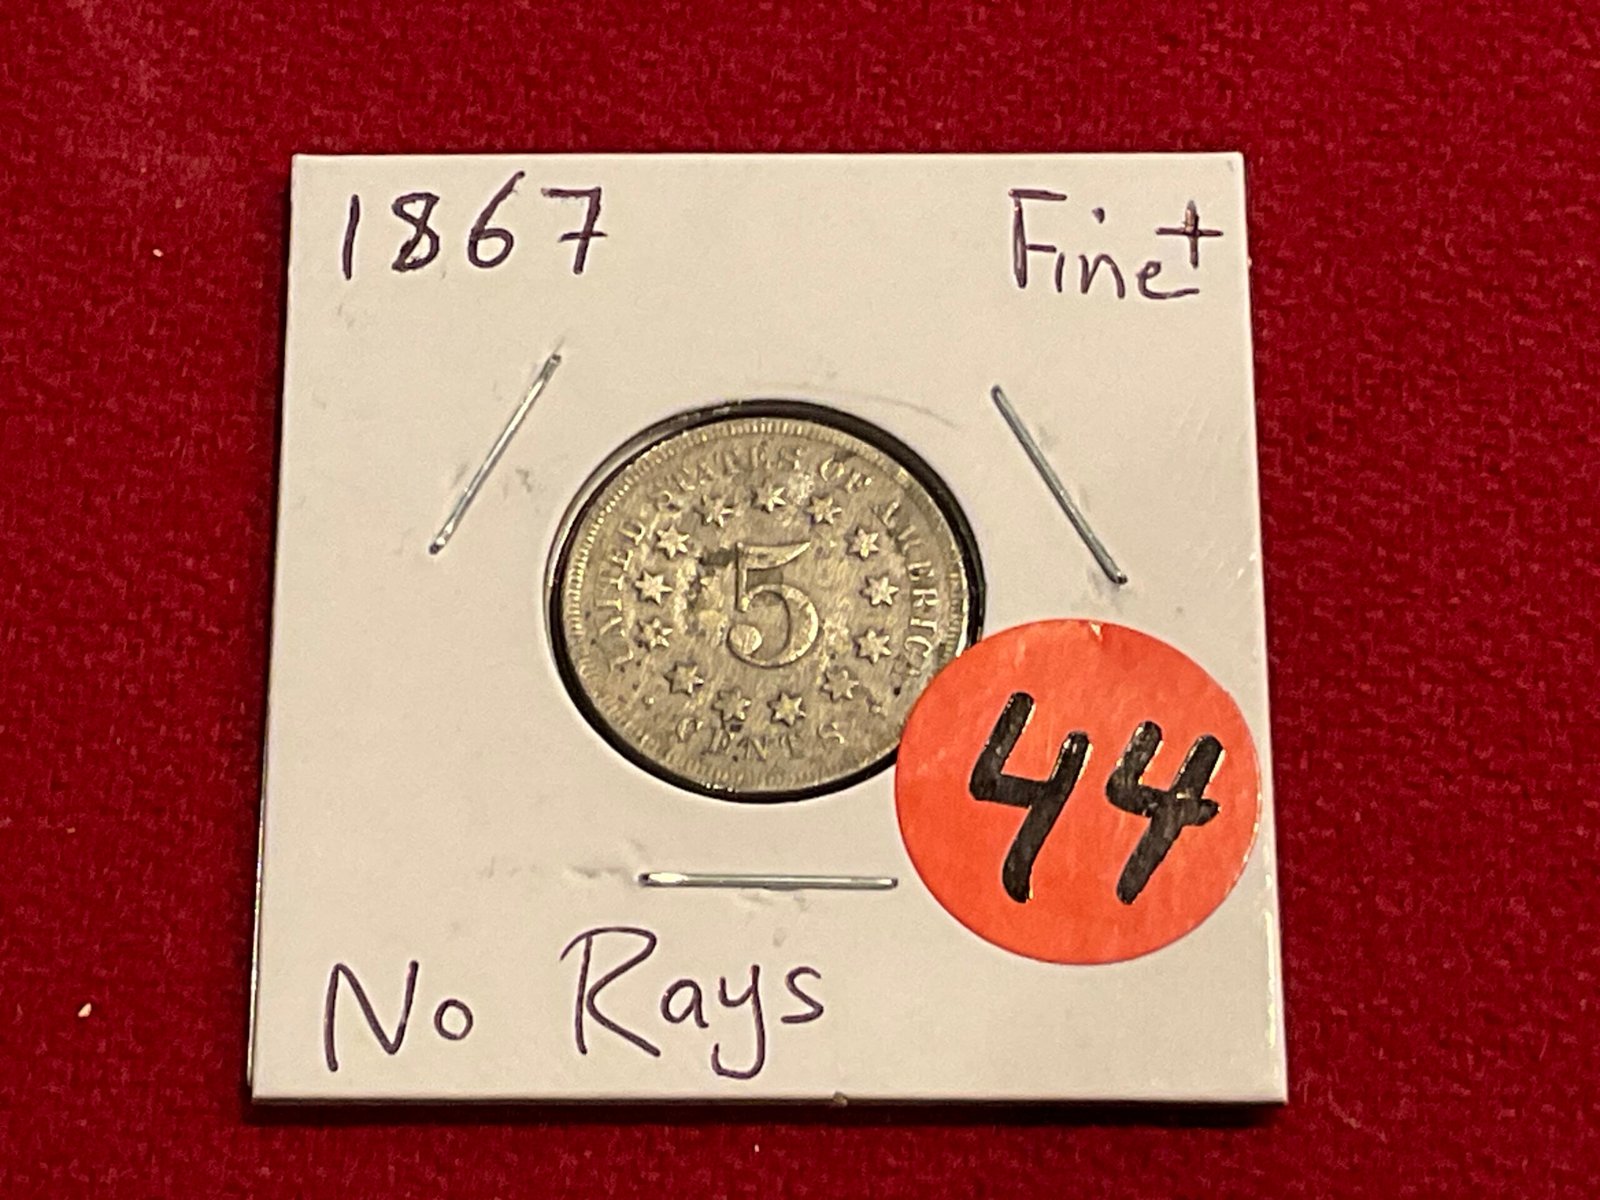 1867
Fine+
UNITED STATES OF AMERICA
5
CENTS
44
No Rays